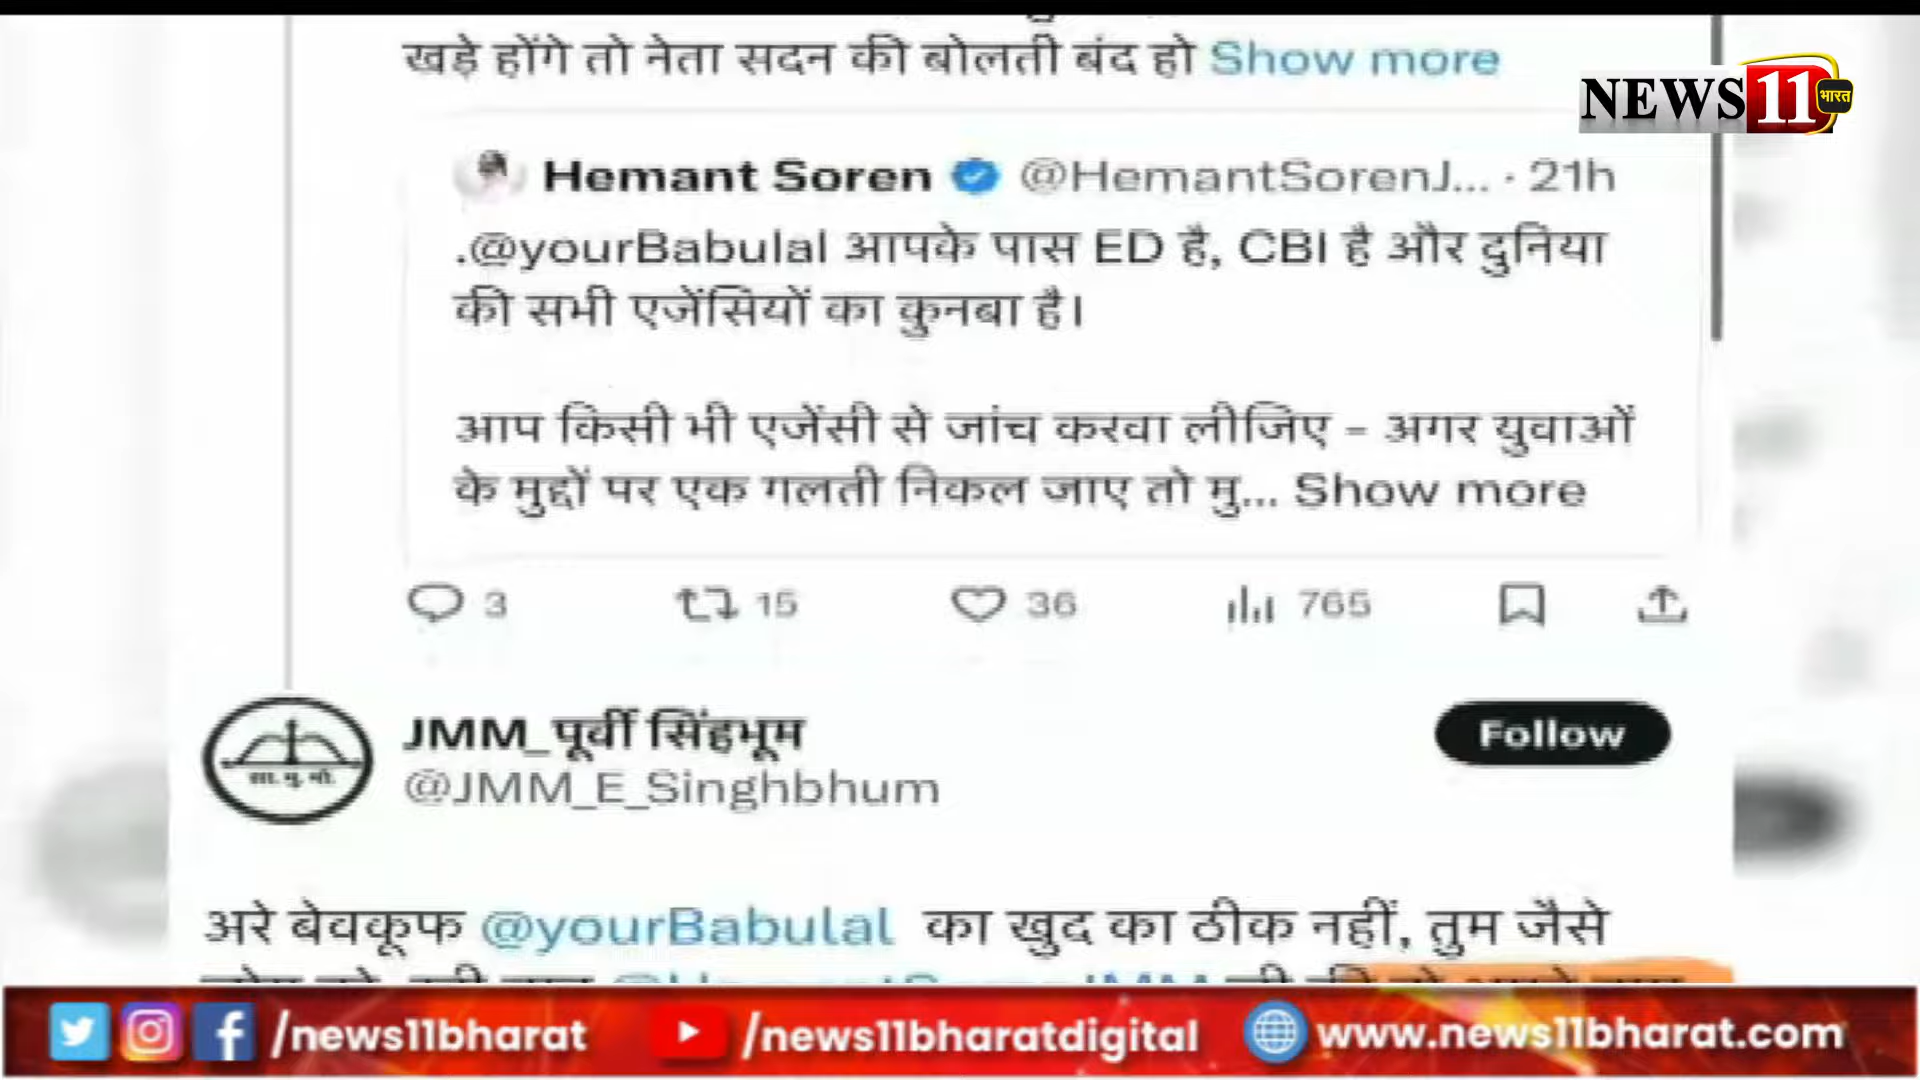 खड़े होंगे तो नेता सदन की बोलती बंद हो Show more
NEWS 11 भारत
Hemant Soren @HemantSorenJ... · 21h
.@yourBabulal आपके पास ED है, CBI है और दुनिया
की सभी एजेंसियों का कुनबा है।
आप किसी भी एजेंसी से जांच करवा लीजिए - अगर युवाओं
के मुद्दों पर एक गलती निकल जाए तो मु... Show more
3 15 36 765
JMM_पूर्वी सिंहभूम
Follow
@JMM_E_Singhbhum
झा. मु. मो.
अरे बेवकूफ @yourBabulal का खुद का ठीक नहीं, तुम जैसे
/news11bharat /news11bharatdigital www.news11bharat.com